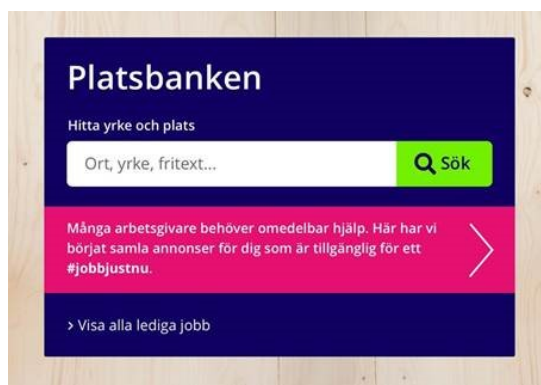 Platsbanken
Hitta yrke och plats
Ort, yrke, fritext...
Sök
Många arbetsgivare behöver omedelbar hjälp. Här har vi
börjat samla annonser för dig som är tillgänglig för ett
#jobbjustnu.
› Visa alla lediga jobb